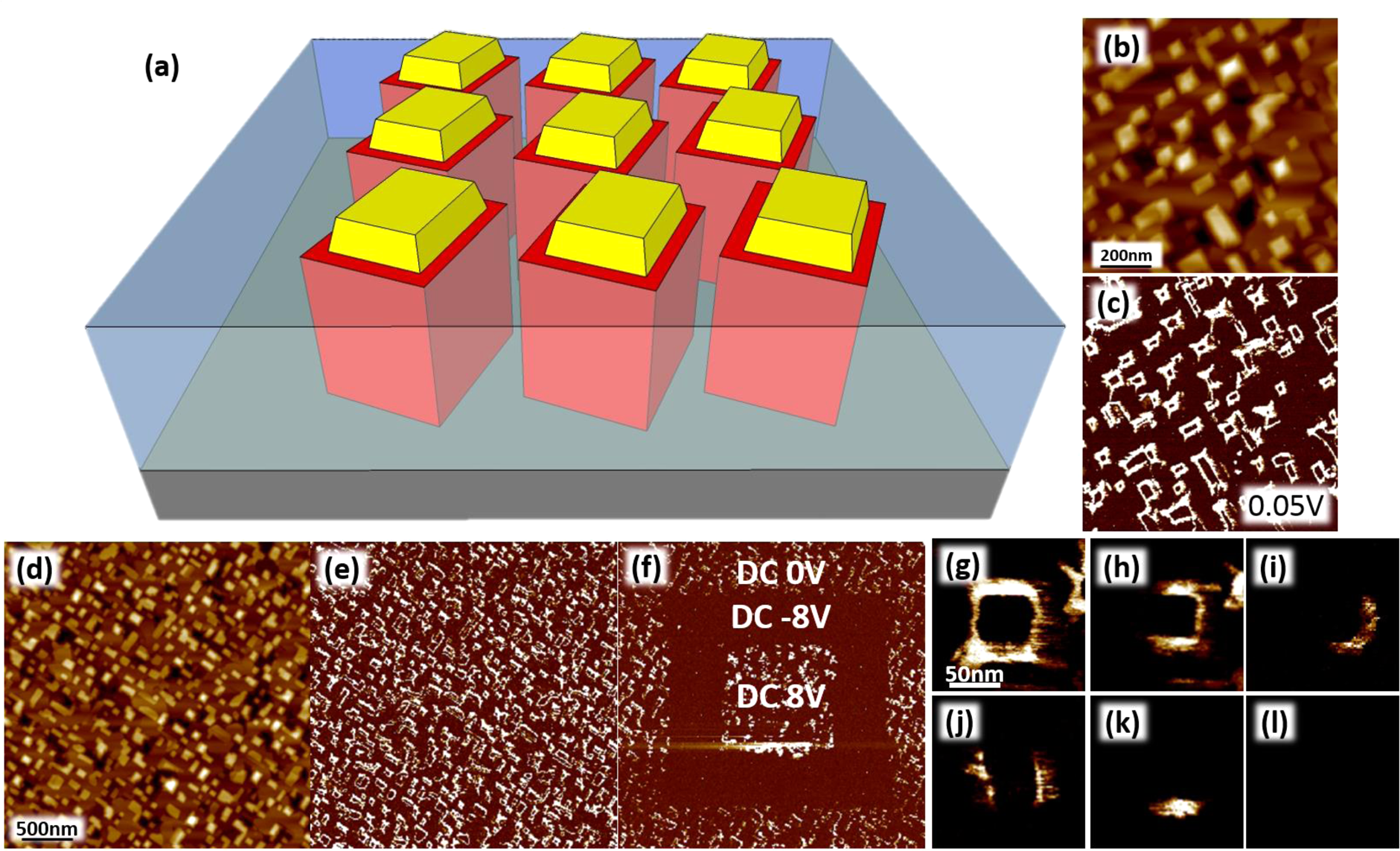 (a)
(b)
200nm
(c)
0.05V
(d)
500nm
(e)
(f)
DC 0V
DC -8V
DC 8V
(g)
50nm
(h)
(i)
(j)
(k)
(l)